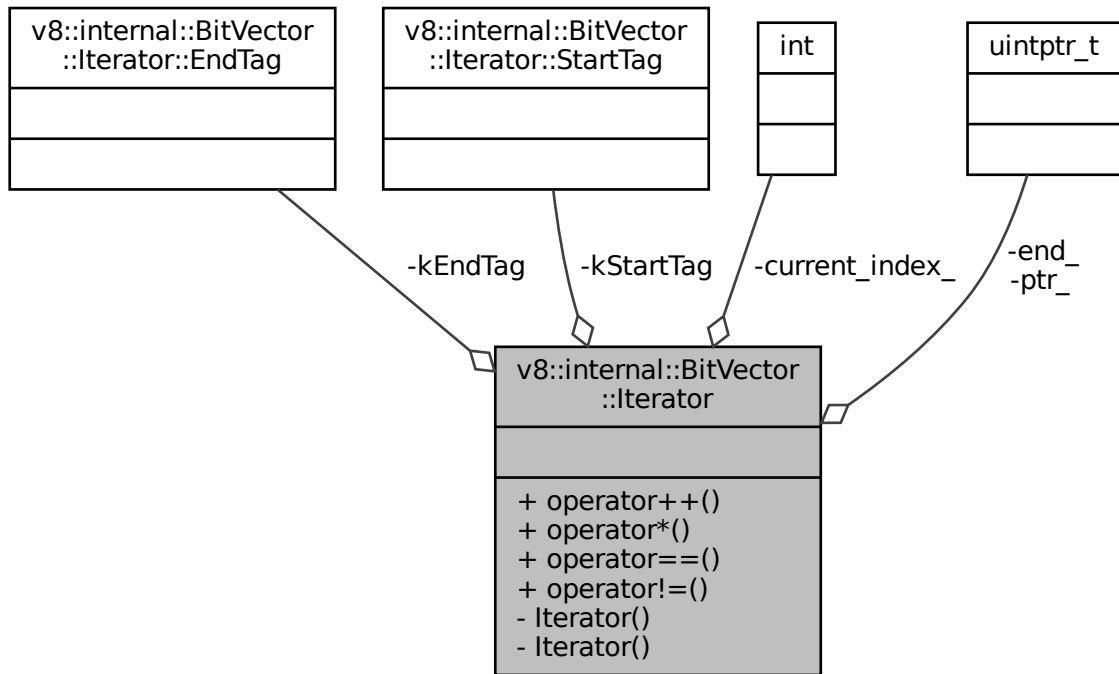 v8::internal::BitVector
::Iterator::EndTag
v8::internal::BitVector
::Iterator::StartTag
int
uintptr_t
-kEndTag
-kStartTag
-current_index_
-end_
-ptr_
v8::internal::BitVector
::Iterator
+ operator++()
+ operator*()
+ operator==()
+ operator!=()
- Iterator()
- Iterator()